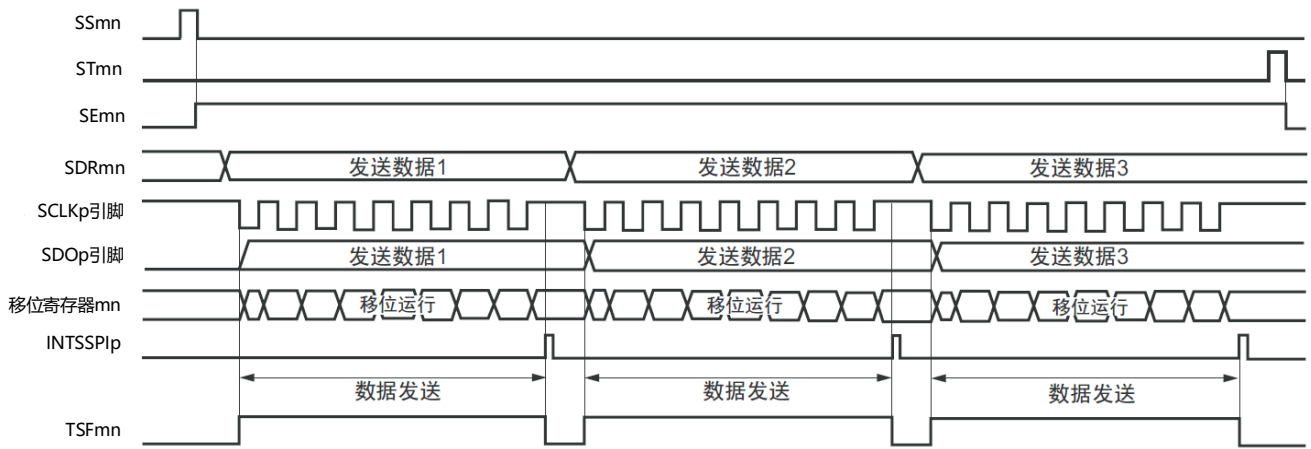 SSmn
STmn
SEmn
SDRmn 发送数据1 发送数据2 发送数据3
SCLKp引脚
SDOp引脚 发送数据1 发送数据2 发送数据3
移位寄存器mn 移位运行 移位运行 移位运行
INTSSPIp
数据发送 数据发送 数据发送
TSFmn